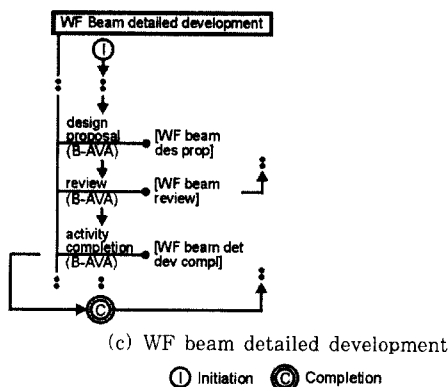 WF Beam detailed development
I
design
proposal
(B-AVA)
[WF beam
des prop]
review
(B-AVA)
[WF beam
review]
activity
completion
(B-AVA)
[WF beam det
dev compl]
C
(c) WF beam detailed development
I Initiation C Completion